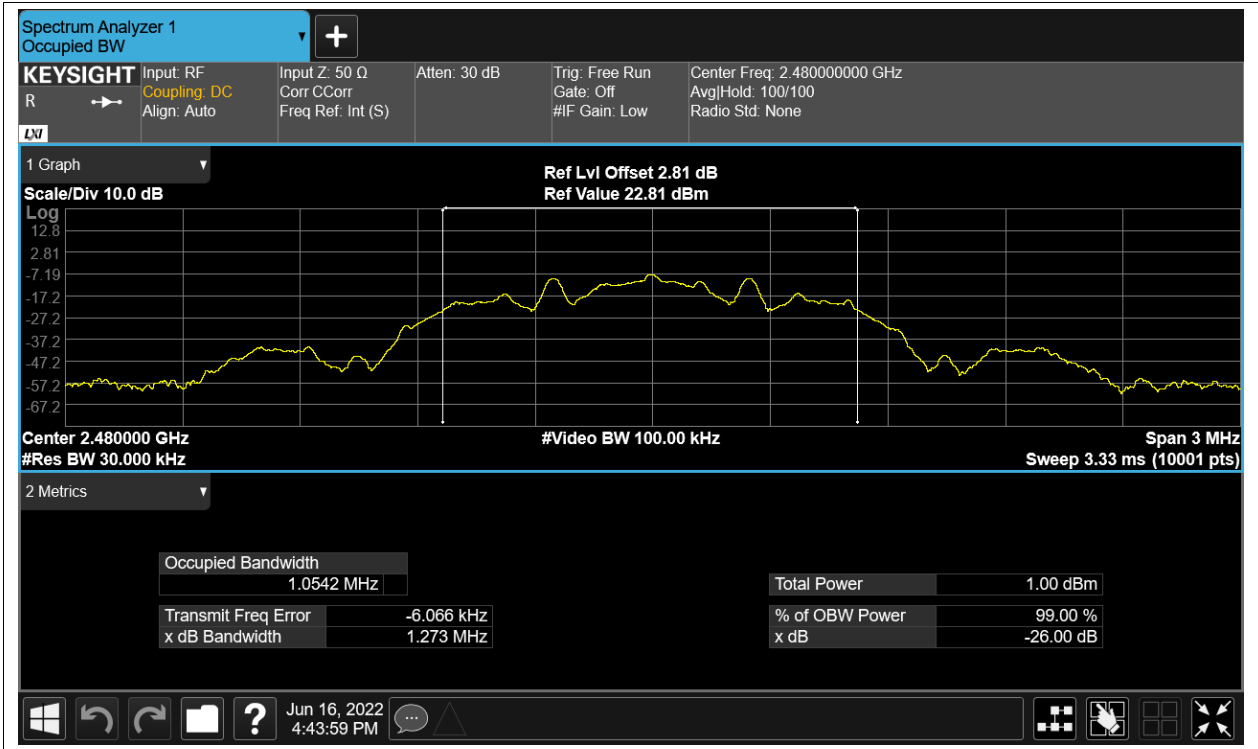 Spectrum Analyzer 1
Occupied BW
KEYSIGHT
R
LXI
Input: RF
Coupling: DC
Align: Auto
Input Z: 50 Ω
Corr CCorr
Freq Ref: Int (S)
Atten: 30 dB
Trig: Free Run
Gate: Off
#IF Gain: Low
Center Freq: 2.480000000 GHz
Avg|Hold: 100/100
Radio Std: None
1 Graph
Scale/Div 10.0 dB
Ref Lvl Offset 2.81 dB
Ref Value 22.81 dBm
Log
12.8
2.81
-7.19
-17.2
-27.2
-37.2
-47.2
-57.2
-67.2
Center 2.480000 GHz
#Res BW 30.000 kHz
#Video BW 100.00 kHz
Span 3 MHz
Sweep 3.33 ms (10001 pts)
2 Metrics
Occupied Bandwidth
1.0542 MHz
Transmit Freq Error -6.066 kHz
x dB Bandwidth 1.273 MHz
Total Power 1.00 dBm
% of OBW Power 99.00 %
x dB -26.00 dB
?
Jun 16, 2022
4:43:59 PM